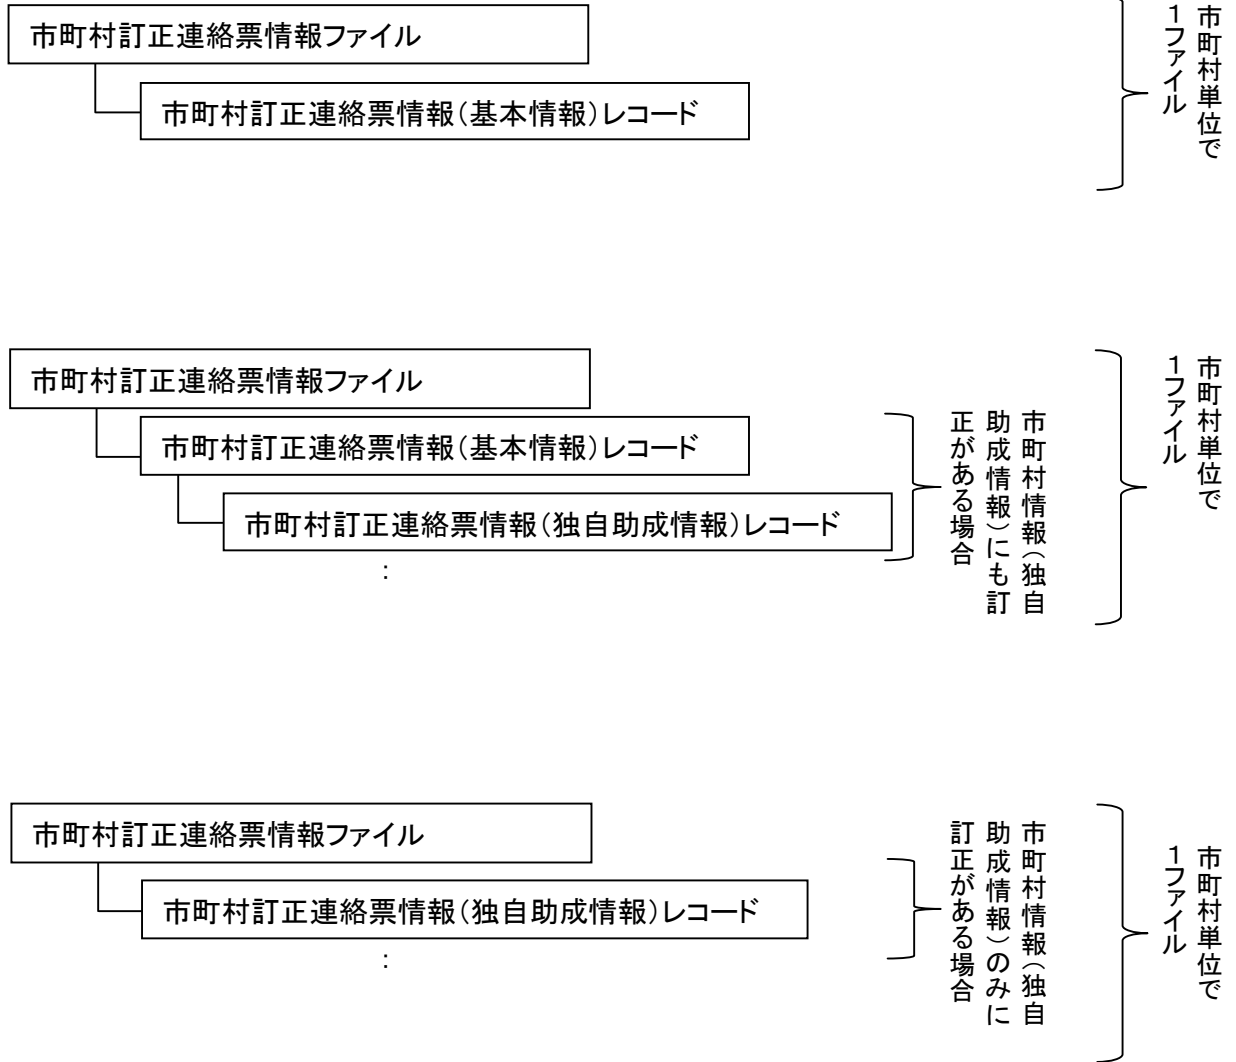 市町村訂正連絡票情報ファイル
市町村訂正連絡票情報(基本情報)レコード
市町村単位で
1ファイル
市町村訂正連絡票情報ファイル
市町村訂正連絡票情報(基本情報)レコード
市町村訂正連絡票情報(独自助成情報)レコード
:
市町村情報(独自
助成情報)にも訂
正がある場合
市町村単位で
1ファイル
市町村訂正連絡票情報ファイル
市町村訂正連絡票情報(独自助成情報)レコード
:
市町村情報(独自
助成情報)のみに
訂正がある場合
市町村単位で
1ファイル